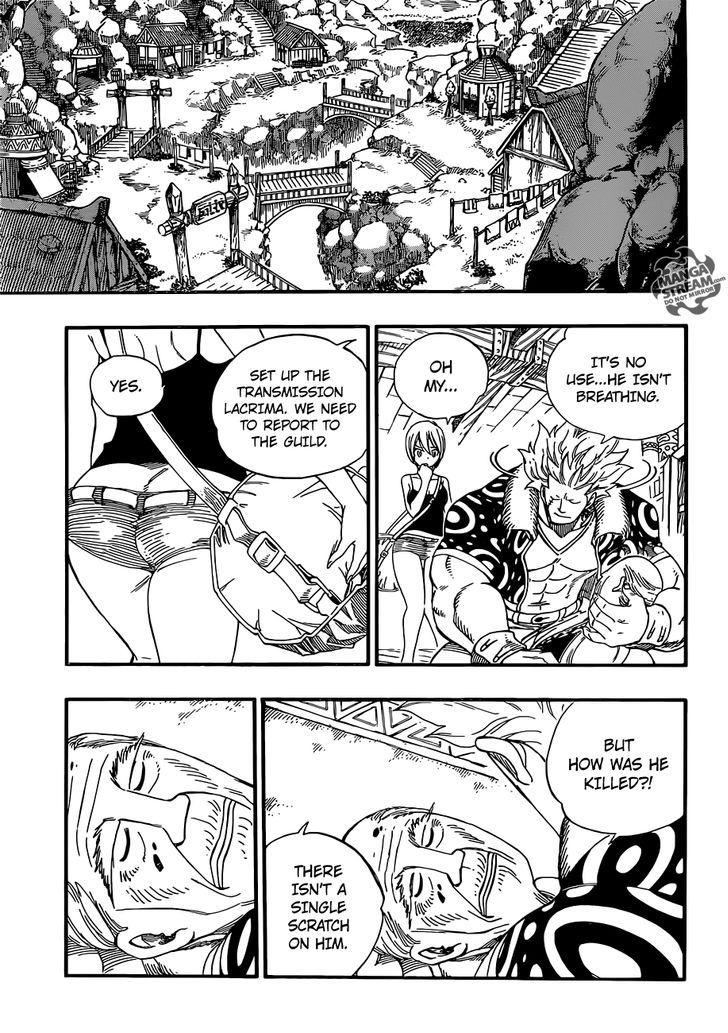 MANGA
STREAM.COM
DO NOT MIRROR
IT'S NO
USE...HE ISN'T
BREATHING.
OH
MY...
SET UP THE
TRANSMISSION
LACRIMA. WE NEED
TO REPORT TO
THE GUILD.
YES.
BUT
HOW WAS HE
KILLED?!
THERE
ISN'T A
SINGLE
SCRATCH
ON HIM.